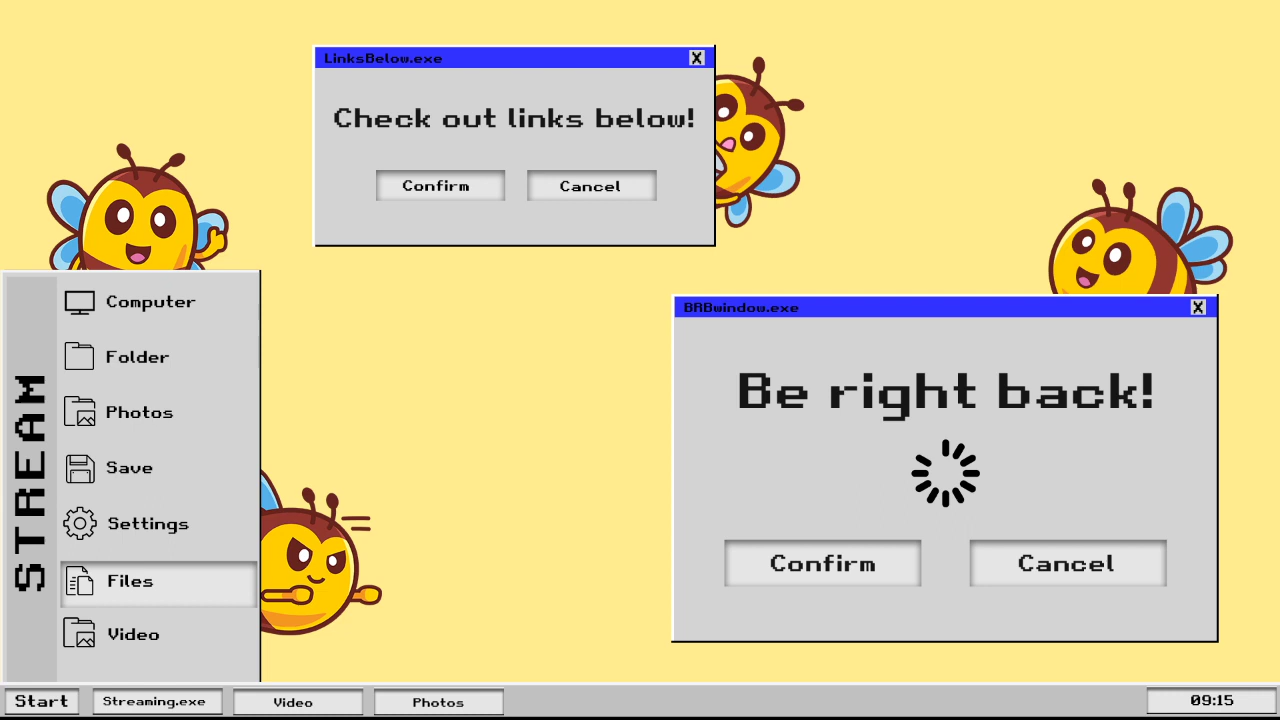 LinksBelow.exe
X
Check out links below!
Confirm
Cancel
STREAM
Computer
Folder
Photos
Save
Settings
Files
Video
BRBwindow.exe
X
Be right back!
Confirm
Cancel
Start
Streaming.exe
Video
Photos
09:15